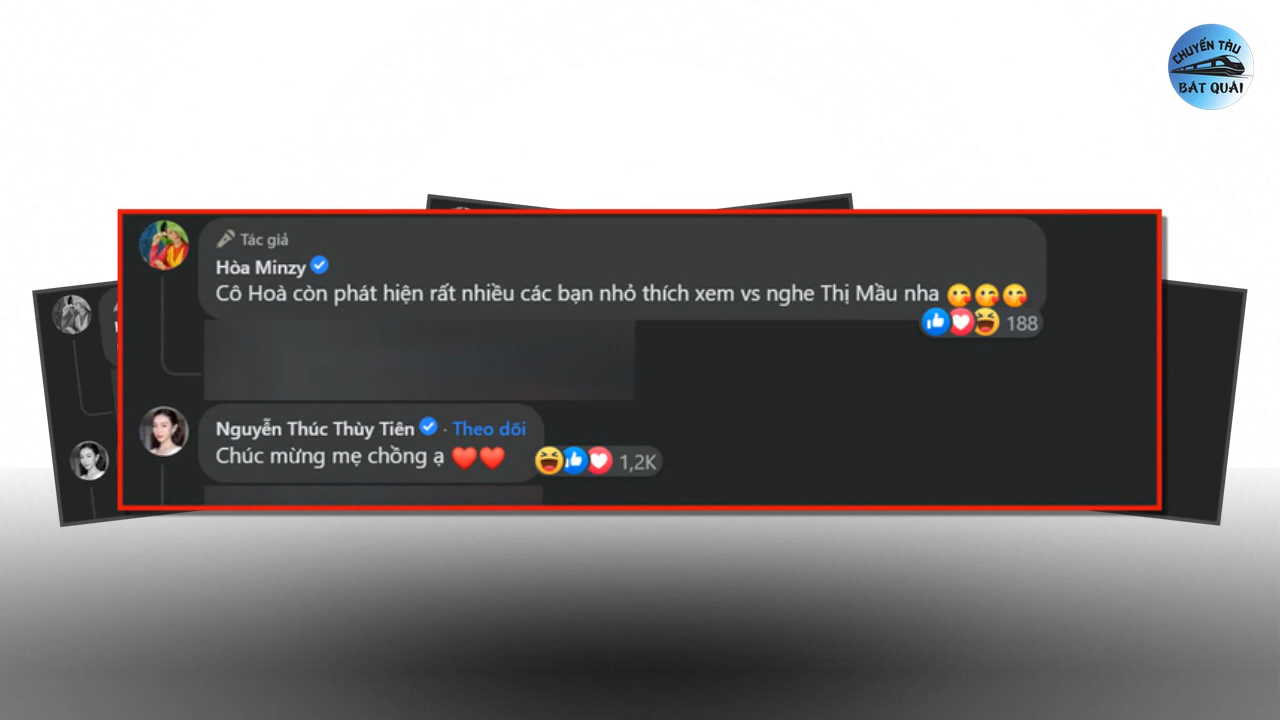 CHUYẾN TÀU
BÁT QUÁI
Tác giả
Hòa Minzy
Cô Hoà còn phát hiện rất nhiều các bạn nhỏ thích xem vs nghe Thị Mầu nha 😘😘😘
188
Nguyễn Thúc Thùy Tiên · Theo dõi
Chúc mừng mẹ chồng ạ ❤️❤️
1,2K